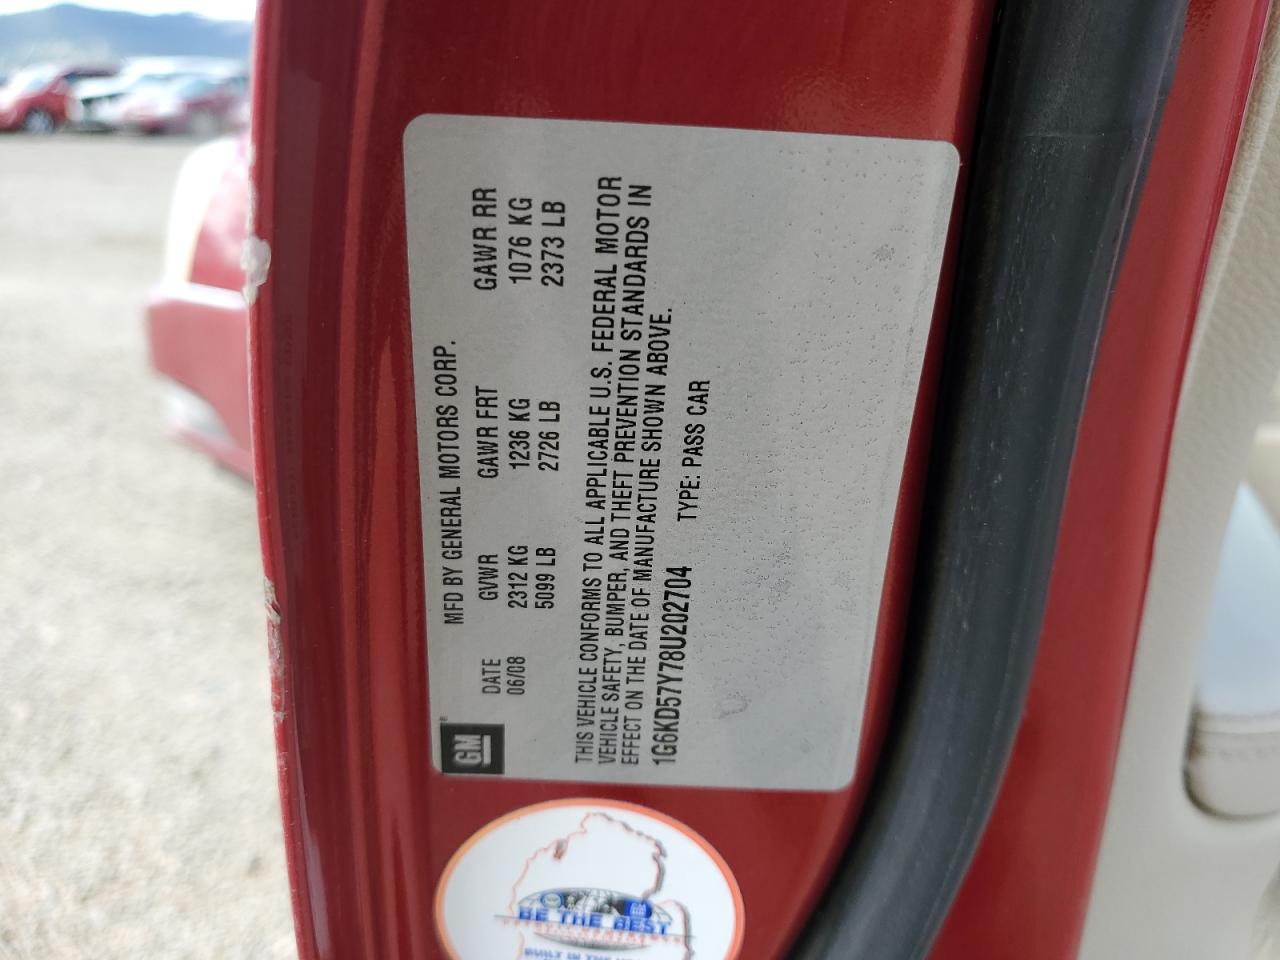 GM
MFD BY GENERAL MOTORS CORP.
DATE GVWR GAWR FRT GAWR RR
06/08 2312 KG 1236 KG 1076 KG
5099 LB 2726 LB 2373 LB
THIS VEHICLE CONFORMS TO ALL APPLICABLE U.S. FEDERAL MOTOR
VEHICLE SAFETY, BUMPER, AND THEFT PREVENTION STANDARDS IN
EFFECT ON THE DATE OF MANUFACTURE SHOWN ABOVE.
1G6KD57Y78U202704 TYPE: PASS CAR
BE THE BEST
BUILT IN THE